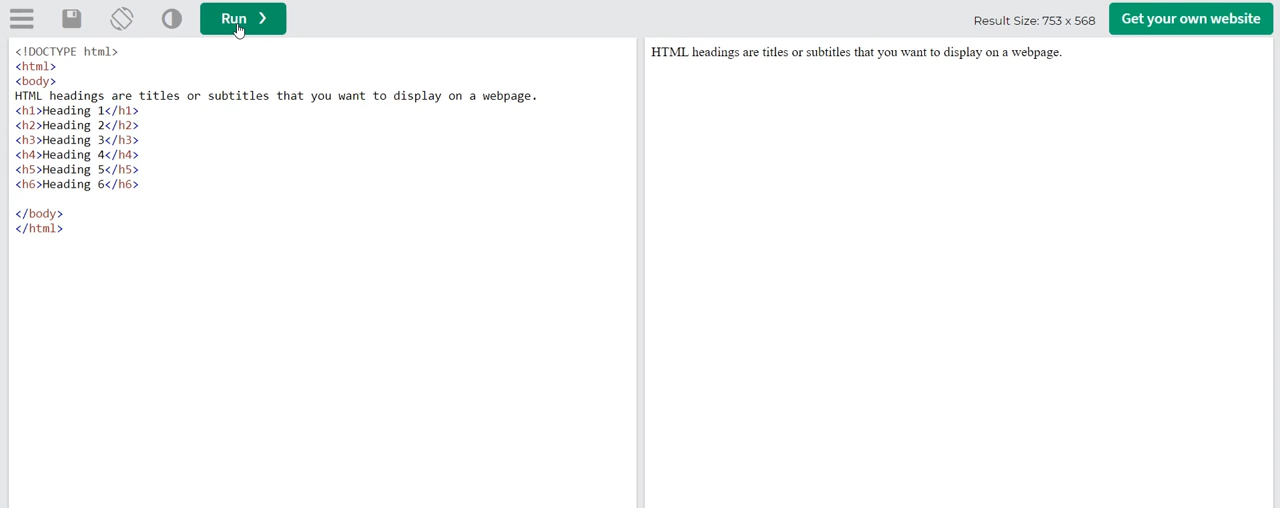 Run ❯
Result Size: 753 x 568
Get your own website
<!DOCTYPE html>
<html>
<body>
HTML headings are titles or subtitles that you want to display on a webpage.
<h1>Heading 1</h1>
<h2>Heading 2</h2>
<h3>Heading 3</h3>
<h4>Heading 4</h4>
<h5>Heading 5</h5>
<h6>Heading 6</h6>
</body>
</html>
HTML headings are titles or subtitles that you want to display on a webpage.